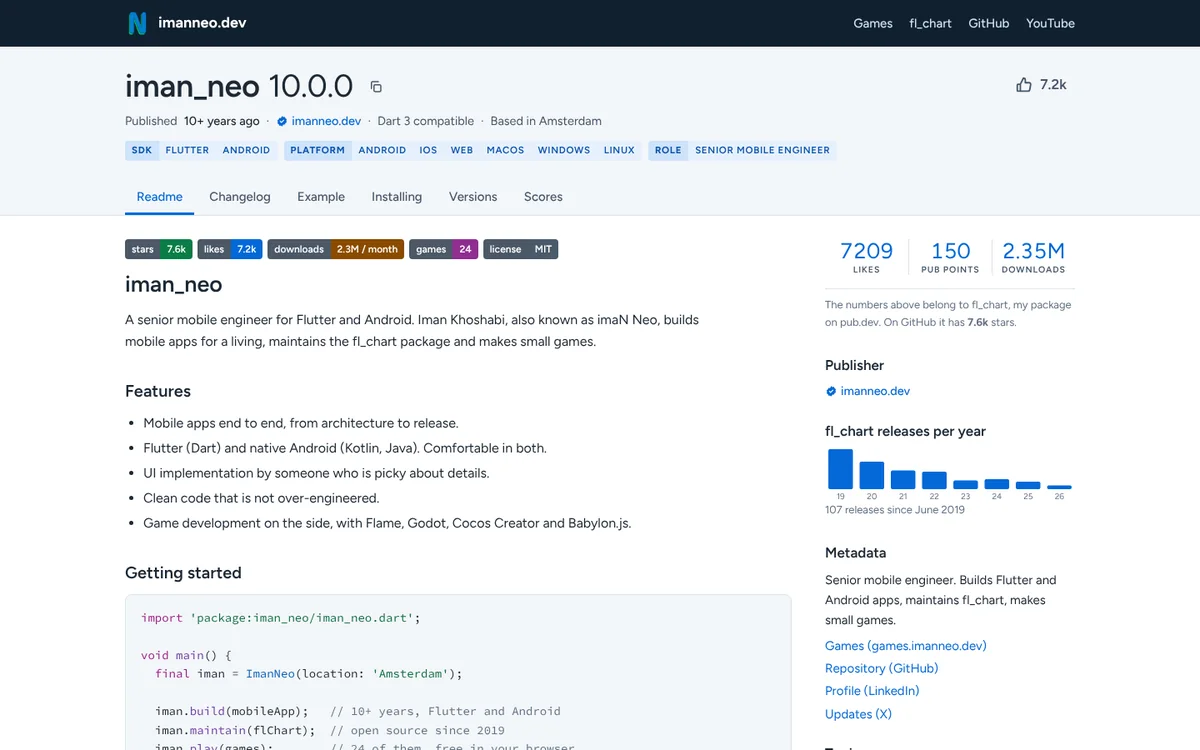 imanneo.dev
Games fl_chart GitHub YouTube
iman_neo 10.0.0
7.2k
Published 10+ years ago · imanneo.dev · Dart 3 compatible · Based in Amsterdam
SDK FLUTTER ANDROID PLATFORM ANDROID IOS WEB MACOS WINDOWS LINUX ROLE SENIOR MOBILE ENGINEER
Readme Changelog Example Installing Versions Scores
stars 7.6k likes 7.2k downloads 2.3M / month games 24 license MIT
iman_neo
A senior mobile engineer for Flutter and Android. Iman Khoshabi, also known as imaN Neo, builds
mobile apps for a living, maintains the fl_chart package and makes small games.
Features
• Mobile apps end to end, from architecture to release.
• Flutter (Dart) and native Android (Kotlin, Java). Comfortable in both.
• UI implementation by someone who is picky about details.
• Clean code that is not over-engineered.
• Game development on the side, with Flame, Godot, Cocos Creator and Babylon.js.
Getting started
import 'package:iman_neo/iman_neo.dart';
void main() {
final iman = ImanNeo(location: 'Amsterdam');
iman.build(mobileApp); // 10+ years, Flutter and Android
iman.maintain(flChart); // open source since 2019
iman.play(games); // 24 of them, free in your browser
7209 150 2.35M
LIKES PUB POINTS DOWNLOADS
The numbers above belong to fl_chart, my package
on pub.dev. On GitHub it has 7.6k stars.
Publisher
imanneo.dev
fl_chart releases per year
19 20 21 22 23 24 25 26
107 releases since June 2019
Metadata
Senior mobile engineer. Builds Flutter and
Android apps, maintains fl_chart, makes
small games.
Games (games.imanneo.dev)
Repository (GitHub)
Profile (LinkedIn)
Updates (X)